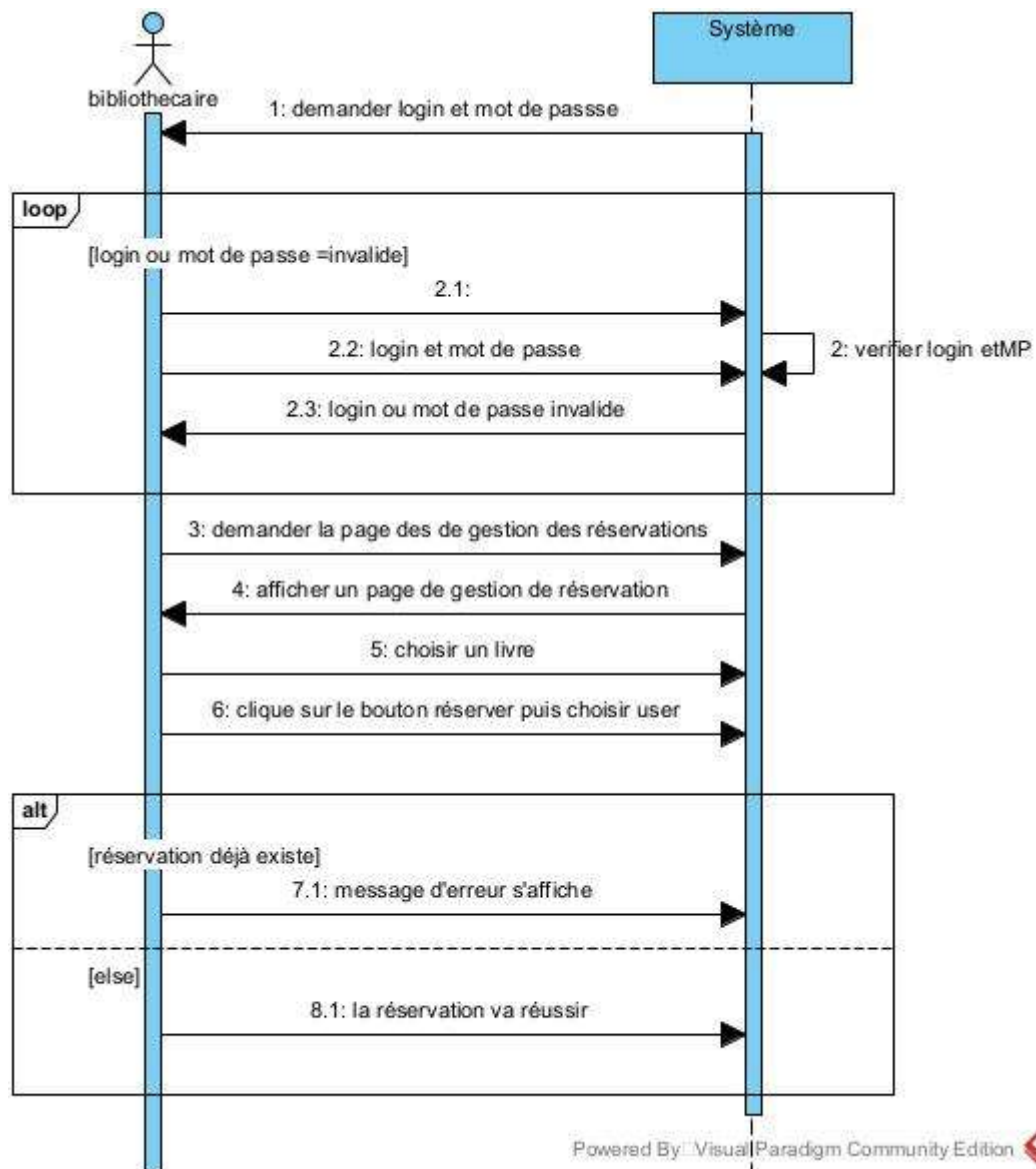 Système
bibliothecaire
1: demander login et mot de passse
loop
[login ou mot de passe =invalide]
2.1:
2.2: login et mot de passe
2: verifier login etMP
2.3: login ou mot de passe invalide
3: demander la page des de gestion des réservations
4: afficher un page de gestion de réservation
5: choisir un livre
6: clique sur le bouton réserver puis choisir user
alt
[réservation déjà existe]
7.1: message d'erreur s'affiche
[else]
8.1: la réservation va réussir
Powered By Visual Paradigm Community Edition